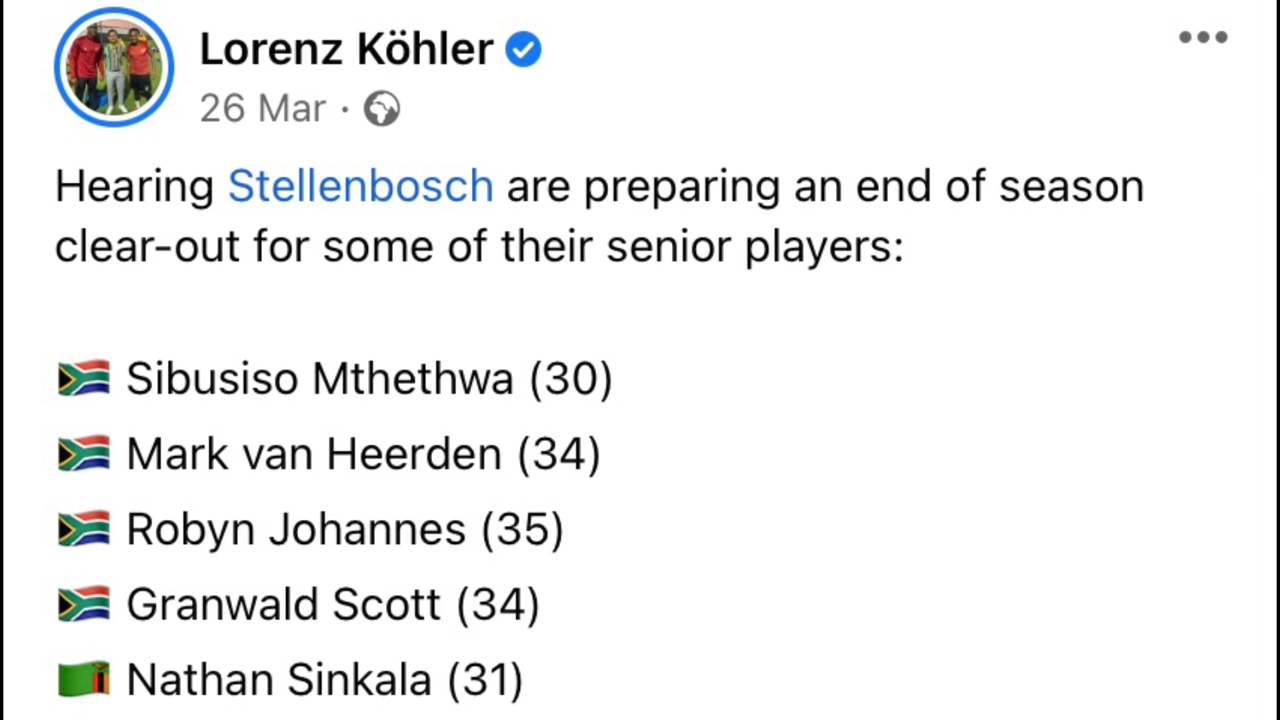 Lorenz Köhler
26 Mar ·
Hearing Stellenbosch are preparing an end of season
clear-out for some of their senior players:
🇿🇦 Sibusiso Mthethwa (30)
🇿🇦 Mark van Heerden (34)
🇿🇦 Robyn Johannes (35)
🇿🇦 Granwald Scott (34)
🇿🇲 Nathan Sinkala (31)